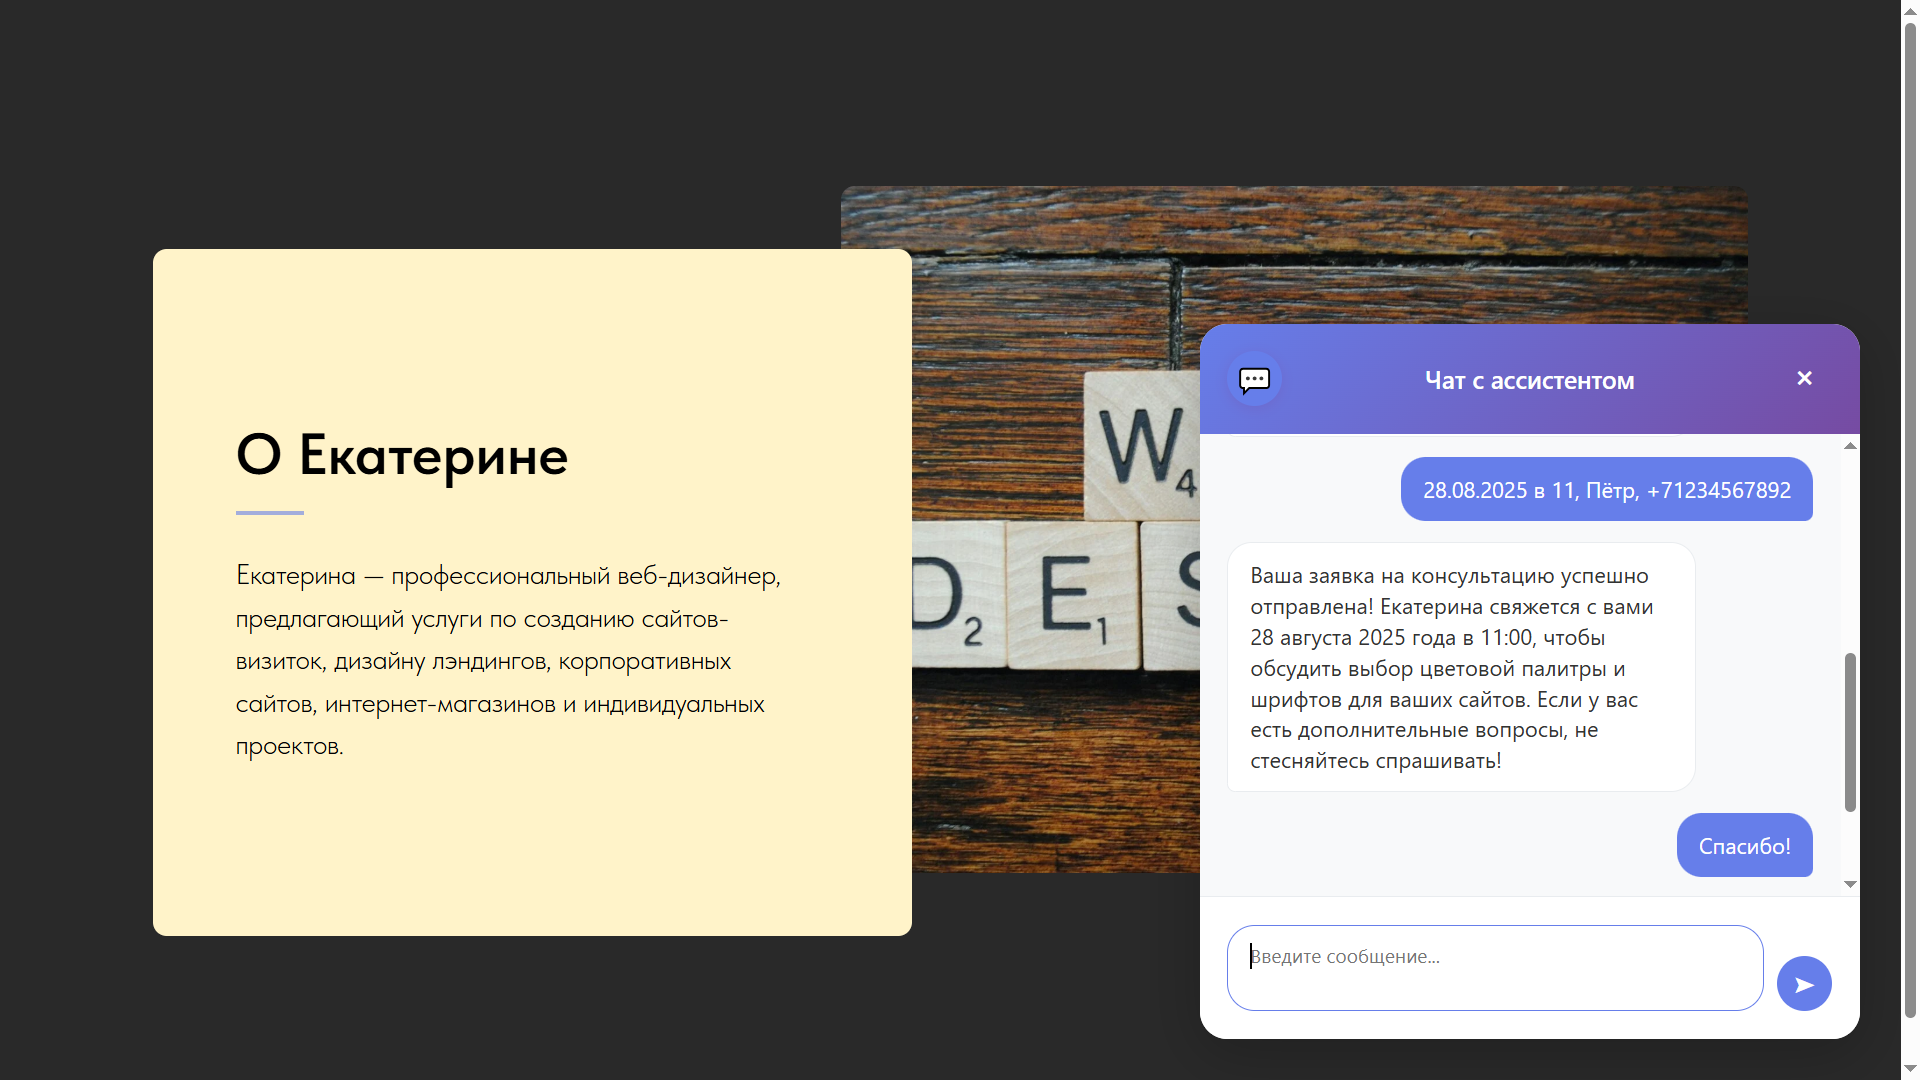 О Екатерине
Екатерина — профессиональный веб-дизайнер,
предлагающий услуги по созданию сайтов-
визиток, дизайну лэндингов, корпоративных
сайтов, интернет-магазинов и индивидуальных
проектов.
W4
D2 E1 S
Чат с ассистентом
28.08.2025 в 11, Пётр, +71234567892
Ваша заявка на консультацию успешно
отправлена! Екатерина свяжется с вами
28 августа 2025 года в 11:00, чтобы
обсудить выбор цветовой палитры и
шрифтов для ваших сайтов. Если у вас
есть дополнительные вопросы, не
стесняйтесь спрашивать!
Спасибо!
Введите сообщение...